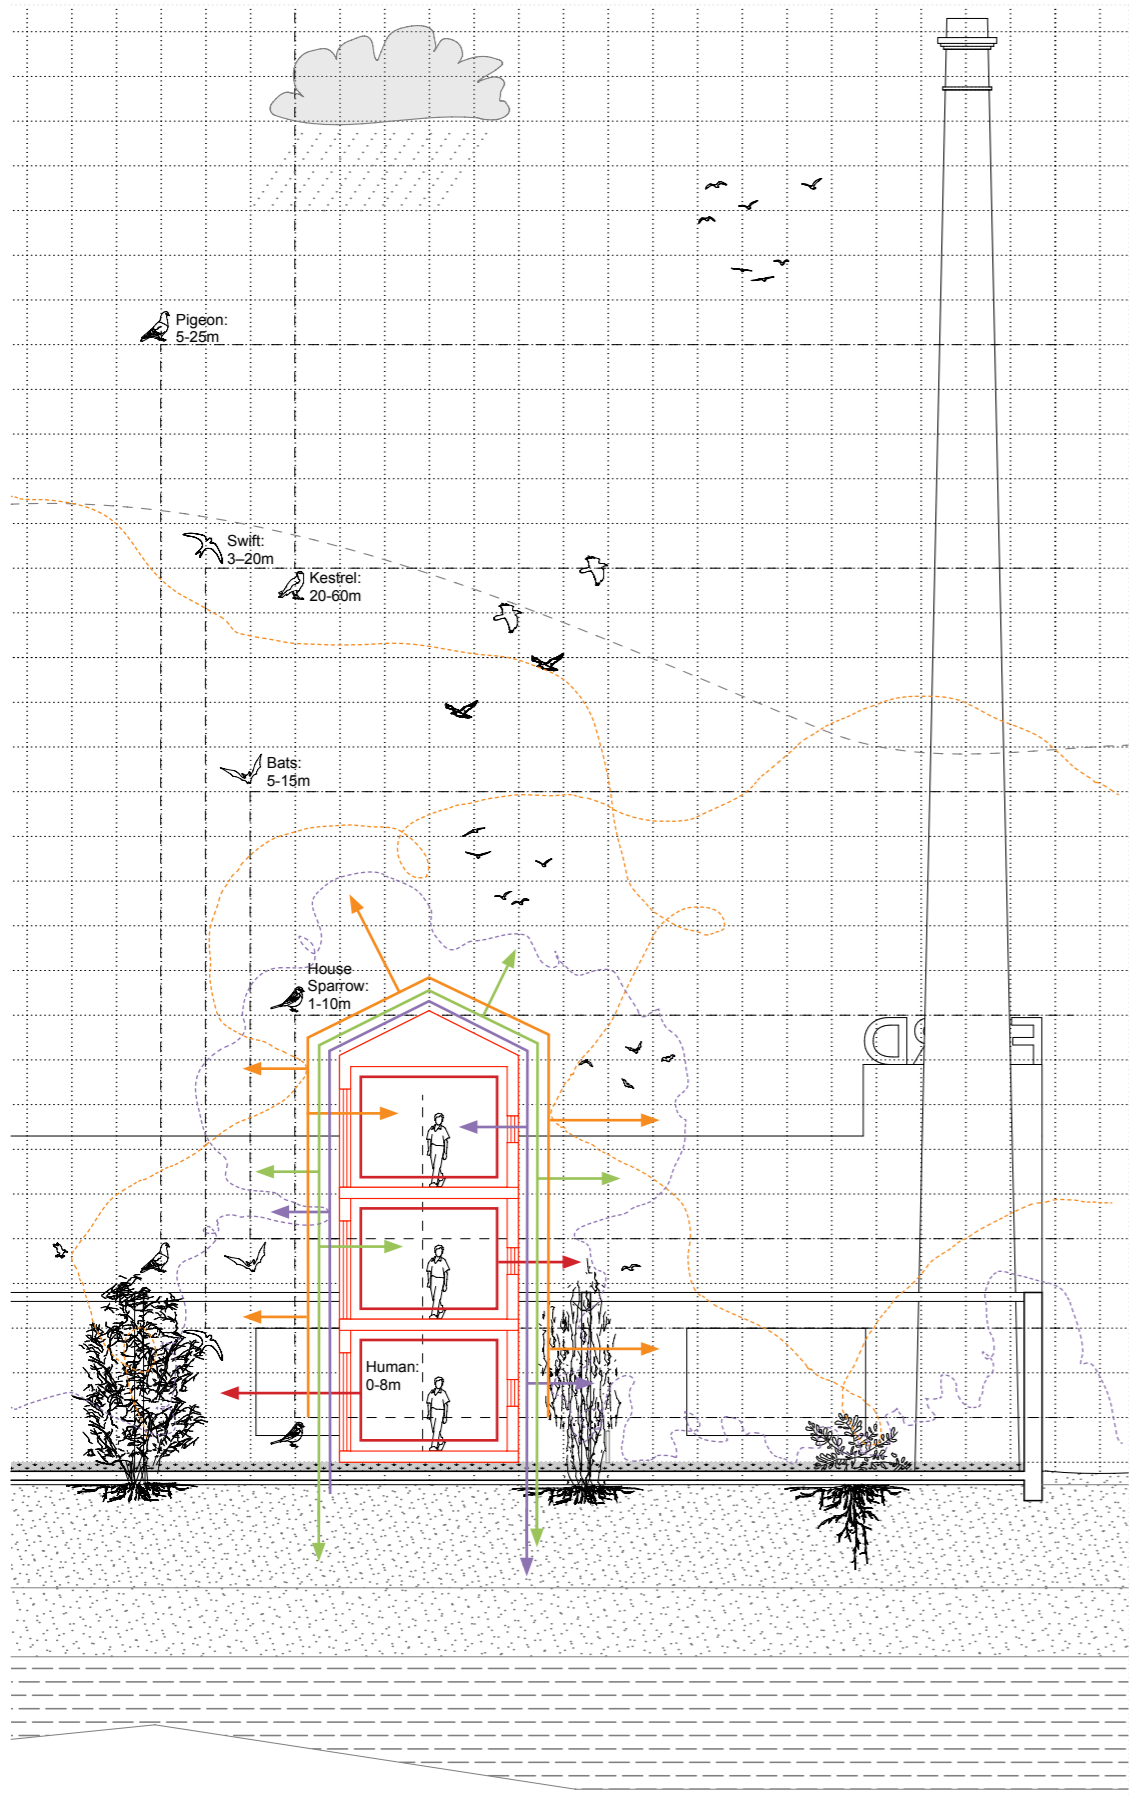 Pigeon:
5-25m
Swift:
3–20m
Kestrel:
20-60m
Bats:
5-15m
House
Sparrow:
1-10m
Human:
0-8m